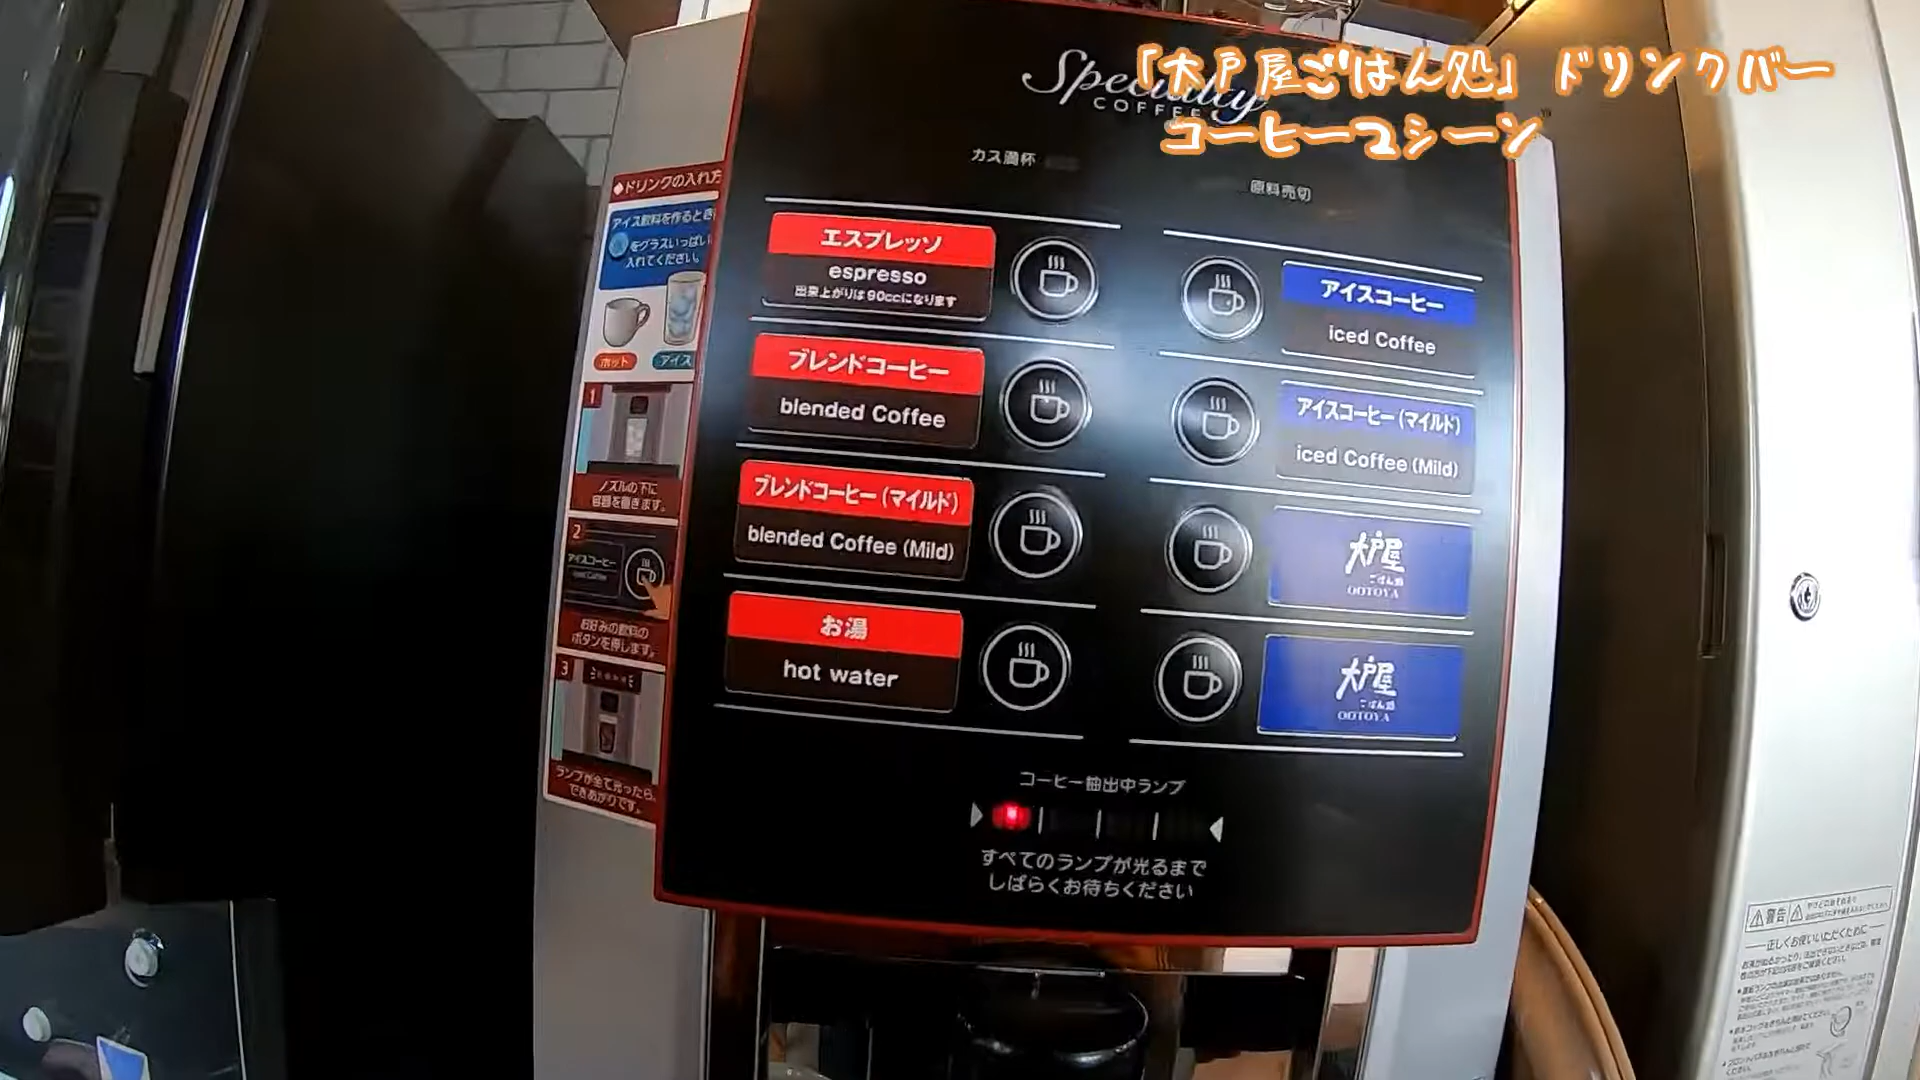 「大戸屋ごはん処」ドリンクバー
コーヒーマシーン
Specialty
COFFEE
カス満杯
原料売切
エスプレッソ
espresso
出来上がりは90ccになります
ブレンドコーヒー
blended Coffee
ブレンドコーヒー(マイルド)
blended Coffee (Mild)
お湯
hot water
アイスコーヒー
iced Coffee
アイスコーヒー(マイルド)
iced Coffee (Mild)
大戸屋
ごはん処
OOTOYA
大戸屋
ごはん処
OOTOYA
コーヒー抽出中ランプ
すべてのランプが光るまで
しばらくお待ちください
◆ドリンクの入れ方
アイス飲料を作るとき
をグラスいっぱい
入れてください。
ホット
アイス
1
ノズルの下に
容器を置きます。
2
アイスコーヒー
iced Coffee
お好みの飲料の
ボタンを押します。
3
ランプが全て光ったら、
できあがりです。
警告
正しくお使いいただくために